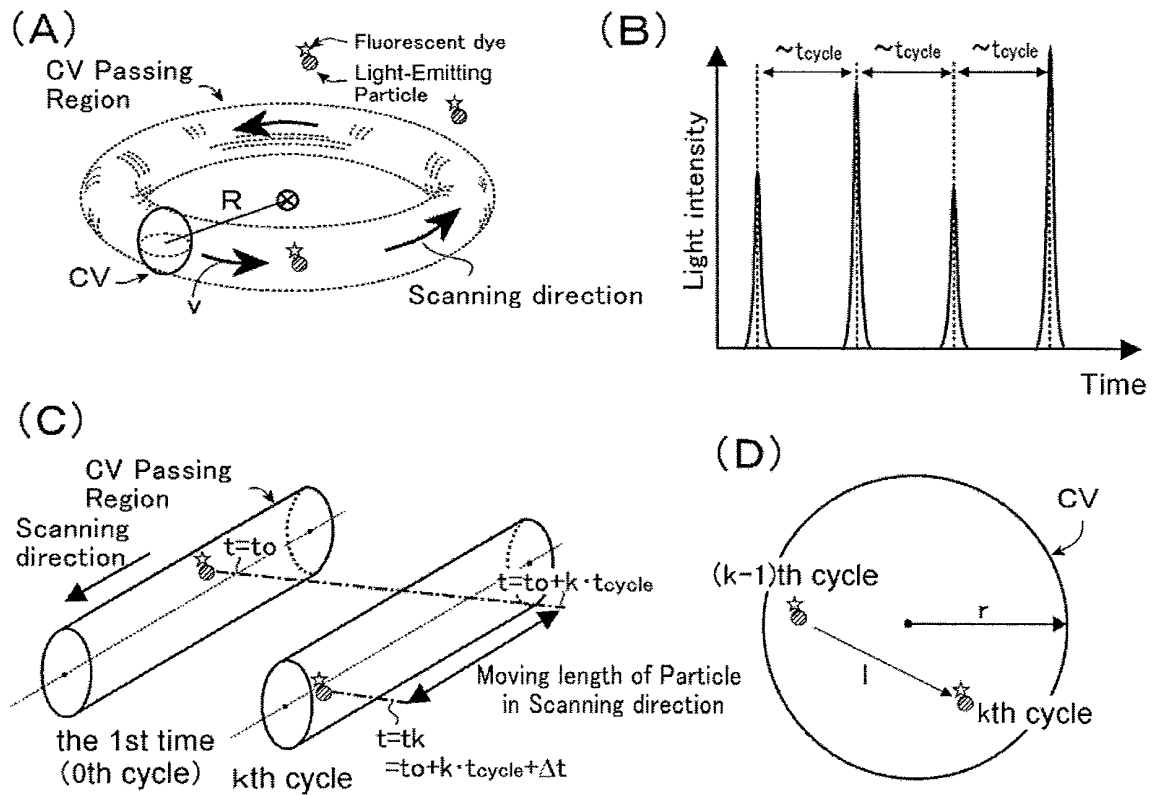 (A)
Fluorescent dye
CV Passing
Region
Light-Emitting
Particle
R
CV
v
Scanning direction
(B)
~tcycle
~tcycle
~tcycle
Light intensity
Time
(C)
CV Passing
Region
Scanning
direction
t=to
t=to+k·tcycle
Moving length of Particle
in Scanning direction
t=tk
=to+k·tcycle+Δt
the 1st time
(0th cycle)
kth cycle
(D)
CV
(k-1)th cycle
r
l
kth cycle